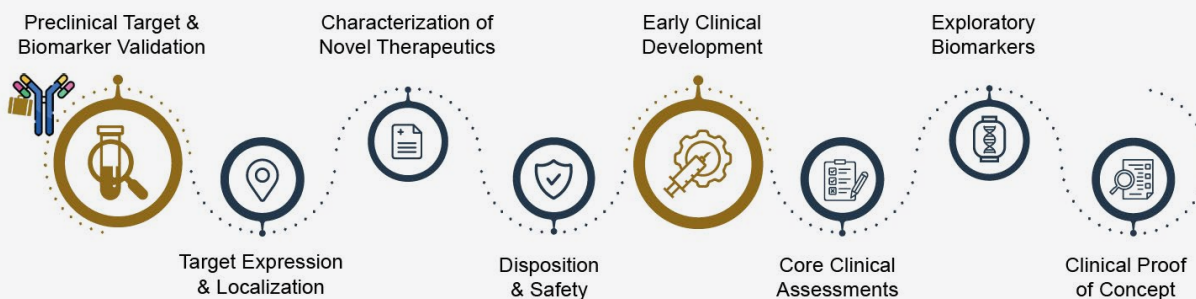 Preclinical Target &
Biomarker Validation
Target Expression
& Localization
Characterization of
Novel Therapeutics
Disposition
& Safety
Early Clinical
Development
Core Clinical
Assessments
Exploratory
Biomarkers
Clinical Proof
of Concept